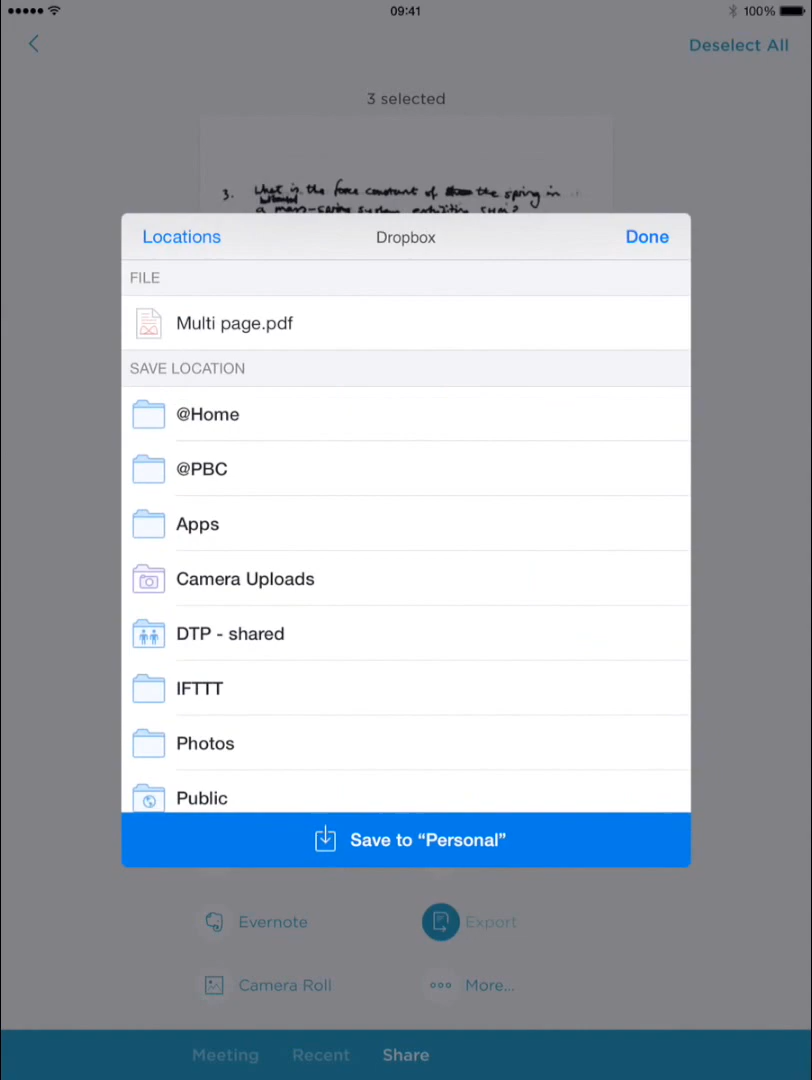 09:41
100%
Deselect All
3 selected
3. What is the force constant of the spring in
a mass-spring system exhibiting SHM?
Locations
Dropbox
Done
FILE
Multi page.pdf
SAVE LOCATION
@Home
@PBC
Apps
Camera Uploads
DTP - shared
IFTTT
Photos
Public
Save to “Personal”
Evernote
Export
Camera Roll
More...
Meeting
Recent
Share